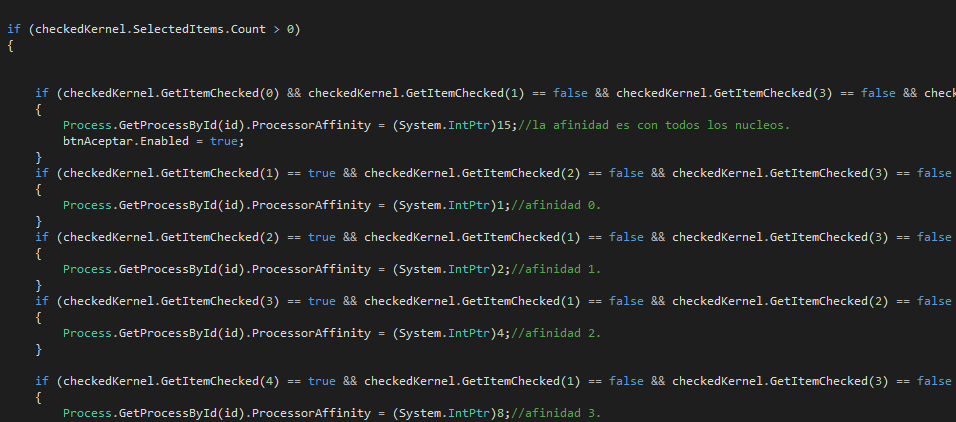 if (checkedKernel.SelectedItems.Count > 0)
{
if (checkedKernel.GetItemChecked(0) && checkedKernel.GetItemChecked(1) == false && checkedKernel.GetItemChecked(3) == false && check
{
Process.GetProcessById(id).ProcessorAffinity = (System.IntPtr)15;//la afinidad es con todos los nucleos.
btnAceptar.Enabled = true;
}
if (checkedKernel.GetItemChecked(1) == true && checkedKernel.GetItemChecked(2) == false && checkedKernel.GetItemChecked(3) == false
{
Process.GetProcessById(id).ProcessorAffinity = (System.IntPtr)1;//afinidad 0.
}
if (checkedKernel.GetItemChecked(2) == true && checkedKernel.GetItemChecked(1) == false && checkedKernel.GetItemChecked(3) == false
{
Process.GetProcessById(id).ProcessorAffinity = (System.IntPtr)2;//afinidad 1.
}
if (checkedKernel.GetItemChecked(3) == true && checkedKernel.GetItemChecked(1) == false && checkedKernel.GetItemChecked(2) == false
{
Process.GetProcessById(id).ProcessorAffinity = (System.IntPtr)4;//afinidad 2.
}
if (checkedKernel.GetItemChecked(4) == true && checkedKernel.GetItemChecked(1) == false && checkedKernel.GetItemChecked(3) == false
{
Process.GetProcessById(id).ProcessorAffinity = (System.IntPtr)8;//afinidad 3.